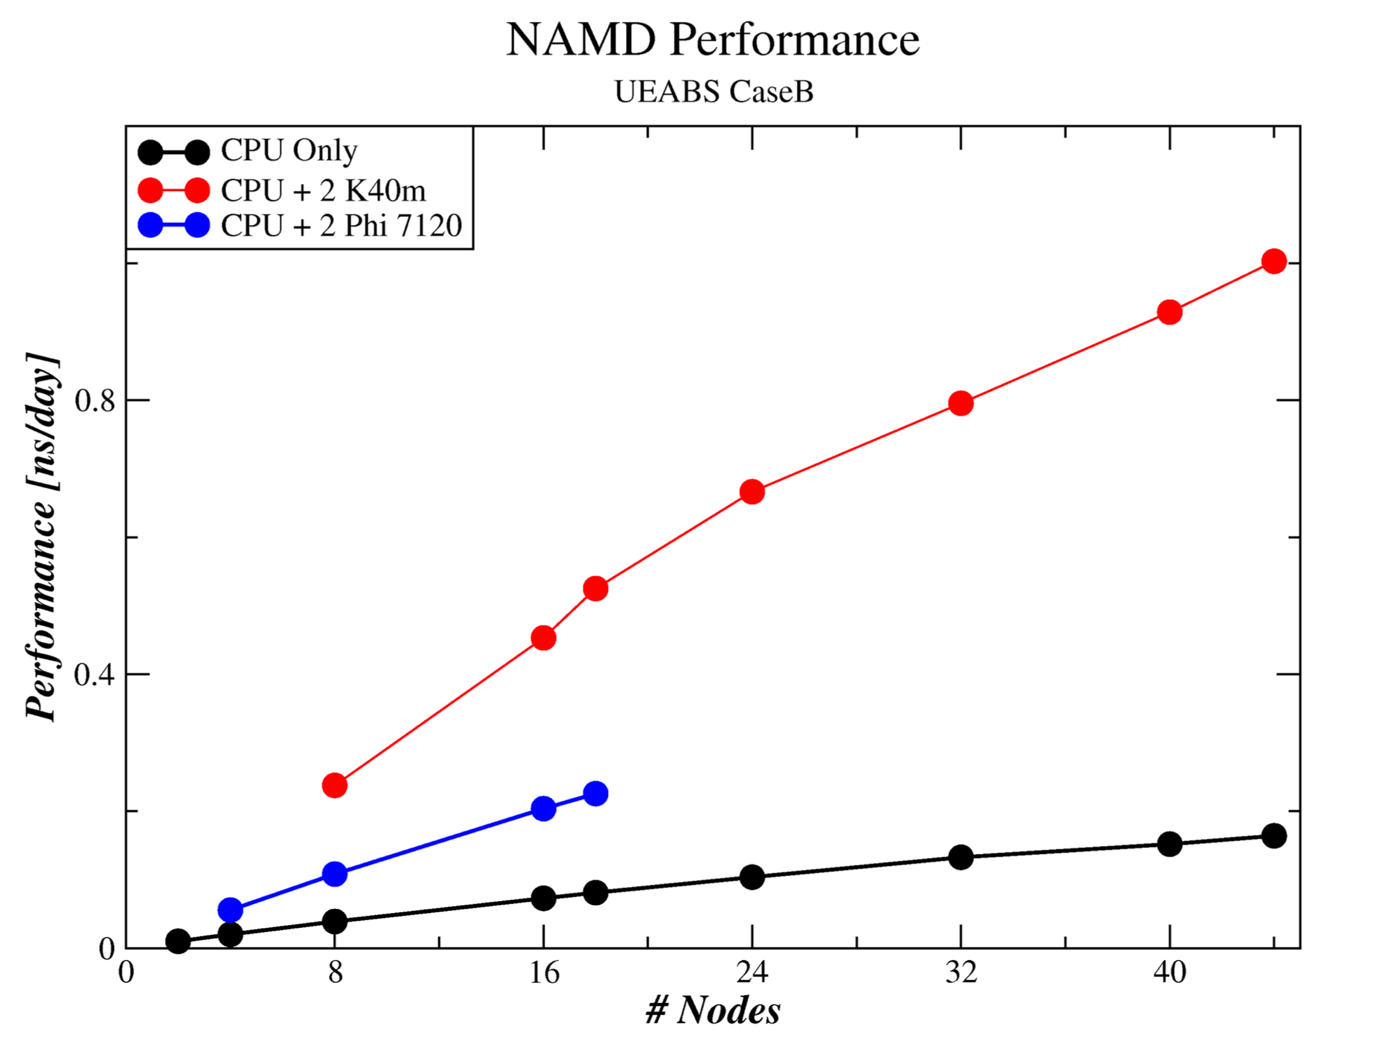 NAMD Performance
UEABS CaseB
CPU Only
CPU + 2 K40m
CPU + 2 Phi 7120
Performance [ns/day]
0.8
0.4
0
0 8 16 24 32 40
# Nodes